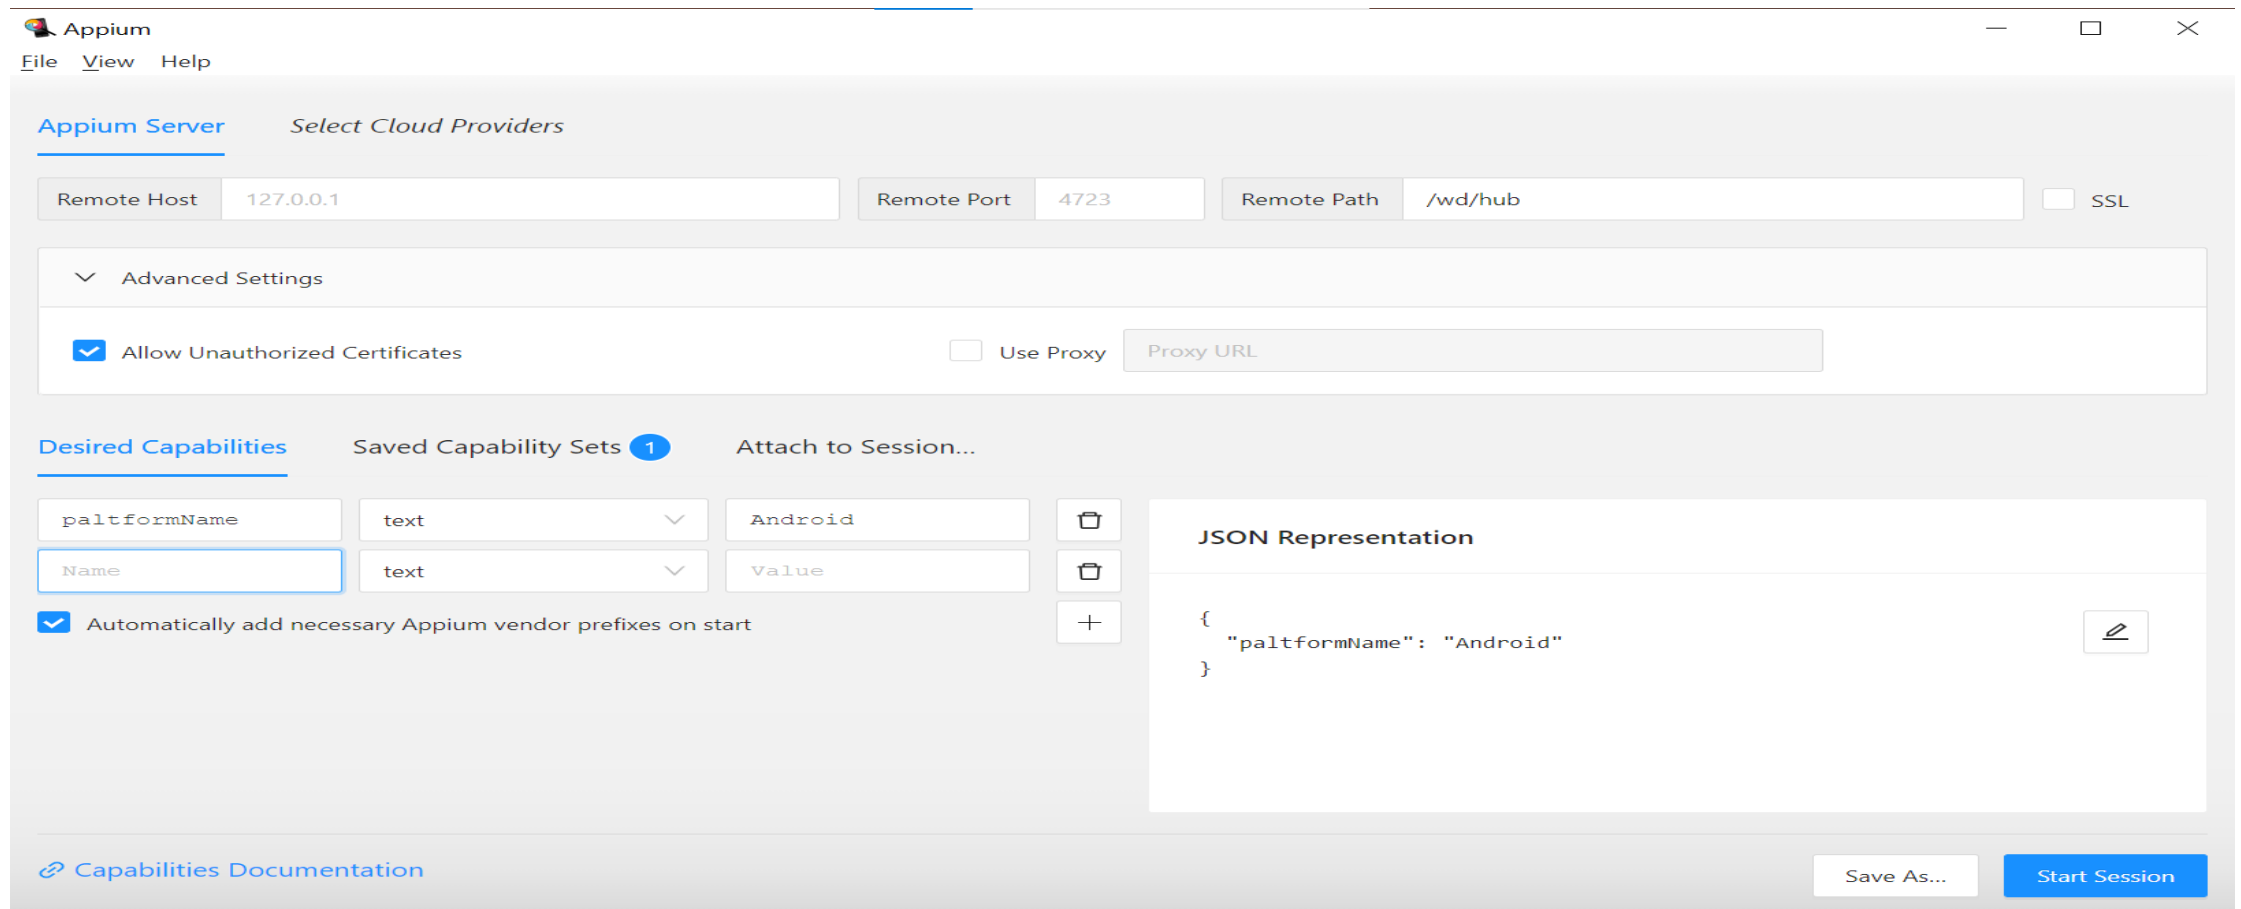 Appium
File View Help
Appium Server Select Cloud Providers
Remote Host 127.0.0.1 Remote Port 4723 Remote Path /wd/hub SSL
Advanced Settings
Allow Unauthorized Certificates Use Proxy Proxy URL
Desired Capabilities Saved Capability Sets 1 Attach to Session...
paltformName text Android
Name text Value
Automatically add necessary Appium vendor prefixes on start
JSON Representation
{
"paltformName": "Android"
}
Capabilities Documentation
Save As... Start Session